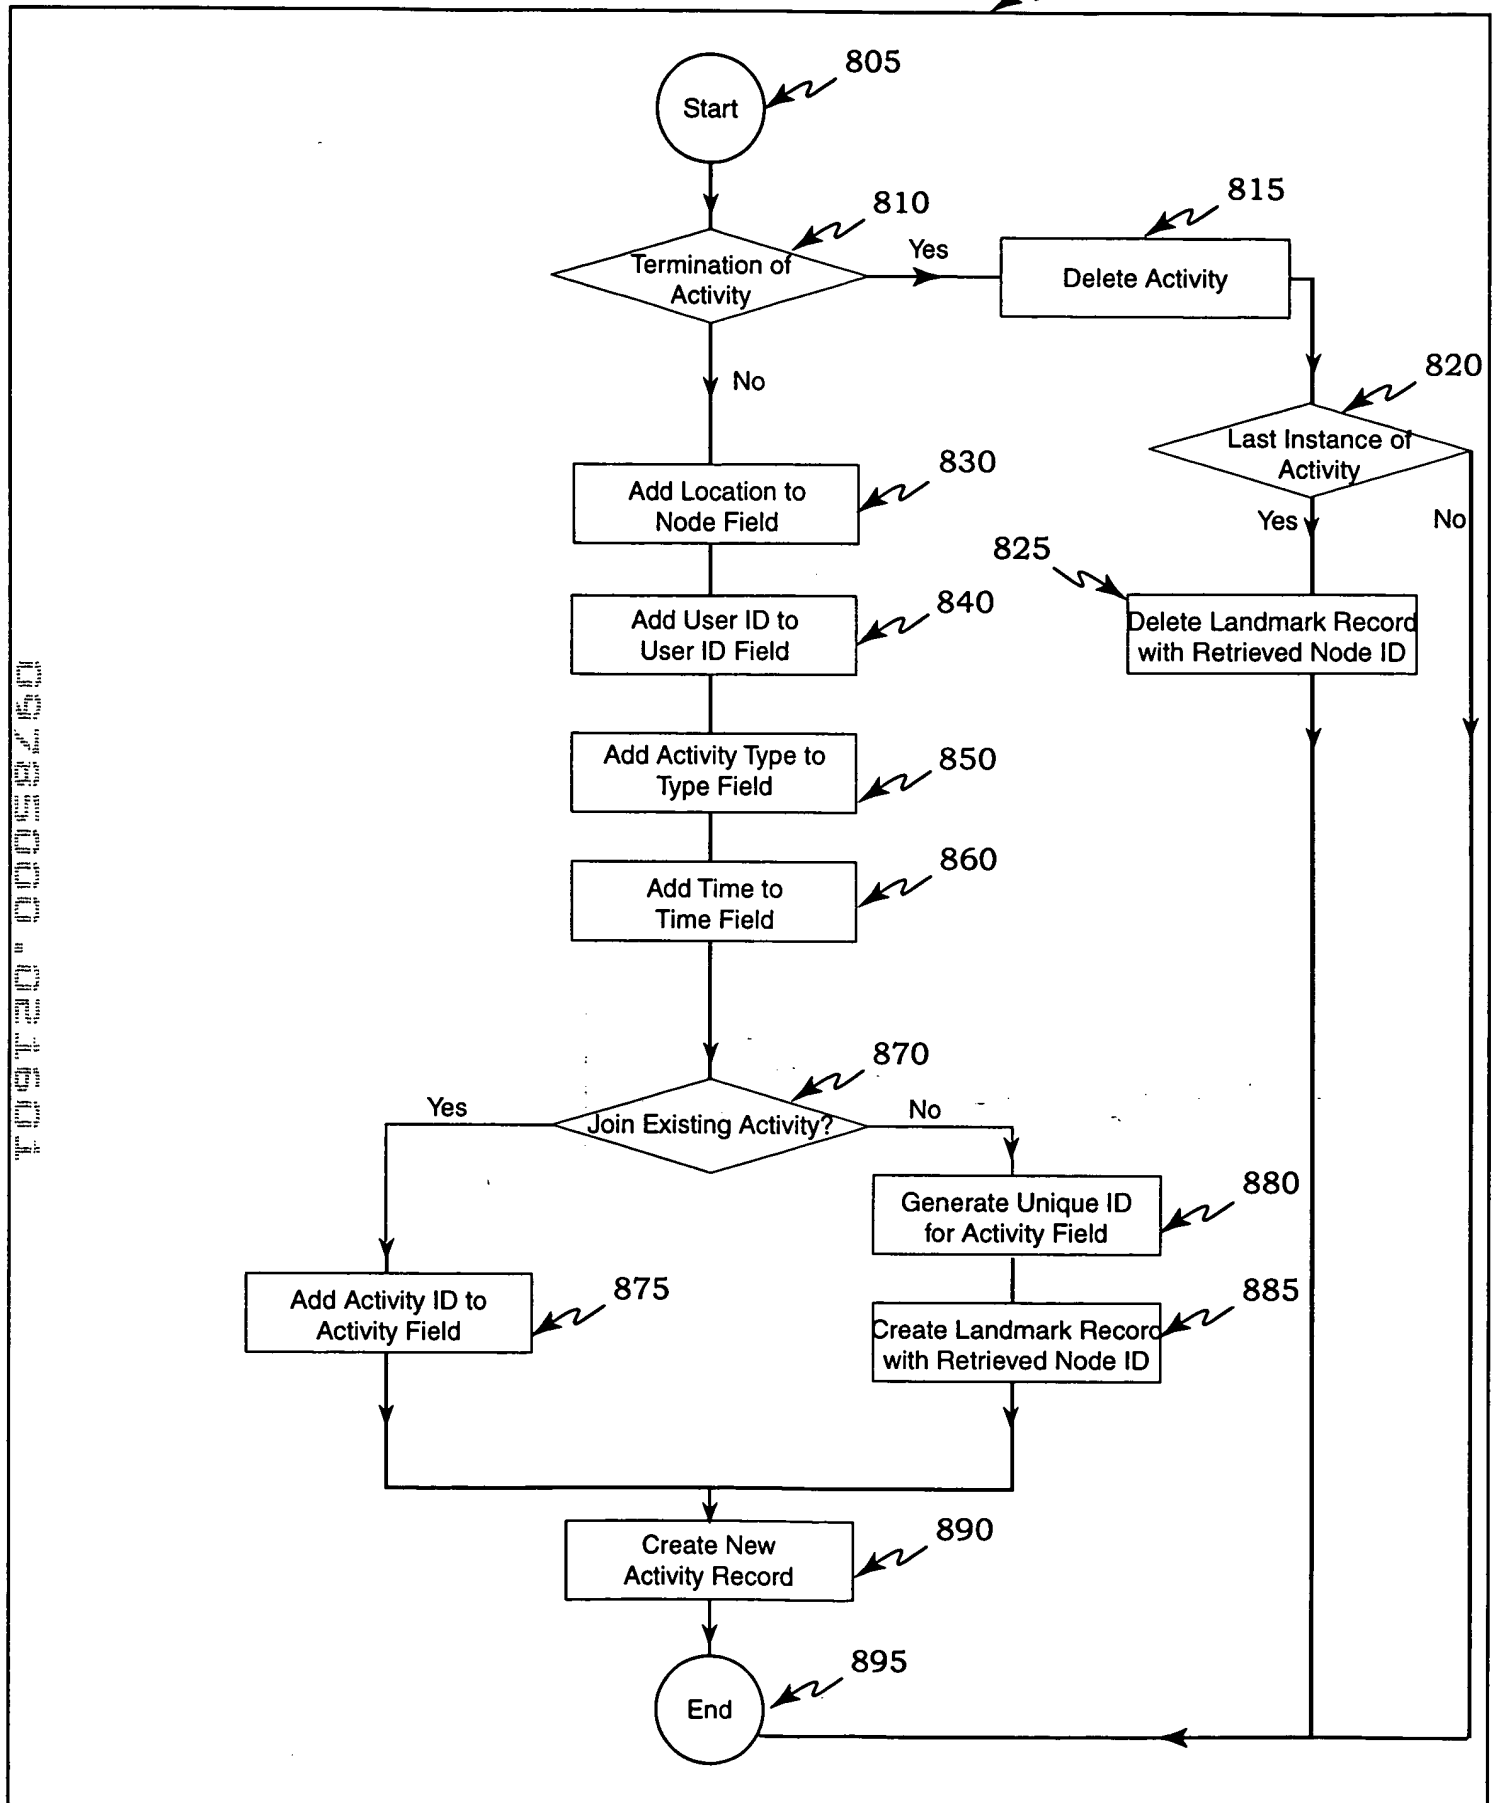 805
Start
810
815
Termination of
Activity
Yes
Delete Activity
820
No
Last Instance of
Activity
830
Add Location to
Node Field
Yes
No
825
840
Add User ID to
User ID Field
Delete Landmark Record
with Retrieved Node ID
850
Add Activity Type to
Type Field
860
Add Time to
Time Field
09785000.021601
870
Yes
Join Existing Activity?
No
880
Generate Unique ID
for Activity Field
875
Add Activity ID to
Activity Field
885
Create Landmark Record
with Retrieved Node ID
890
Create New
Activity Record
895
End